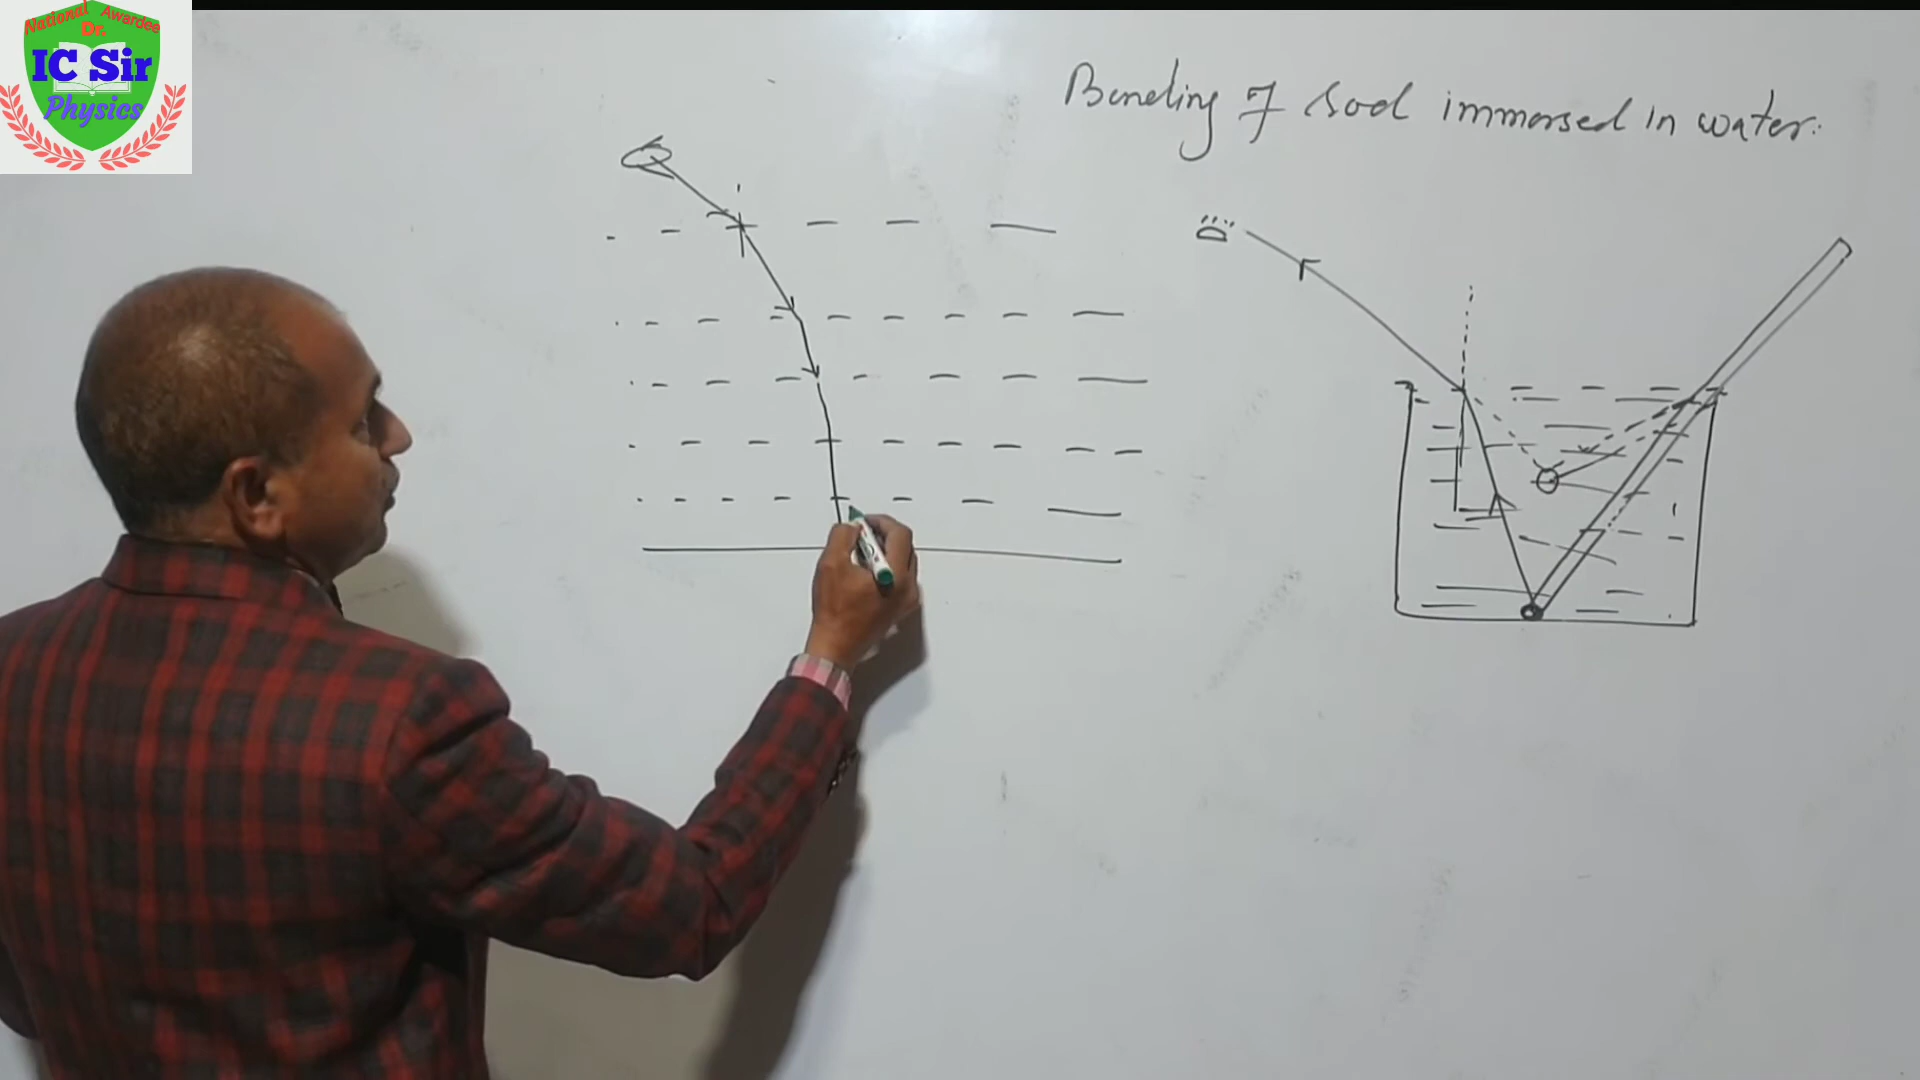 National Awardee
Dr.
IC Sir
Physics
Bending of rod immersed in water.